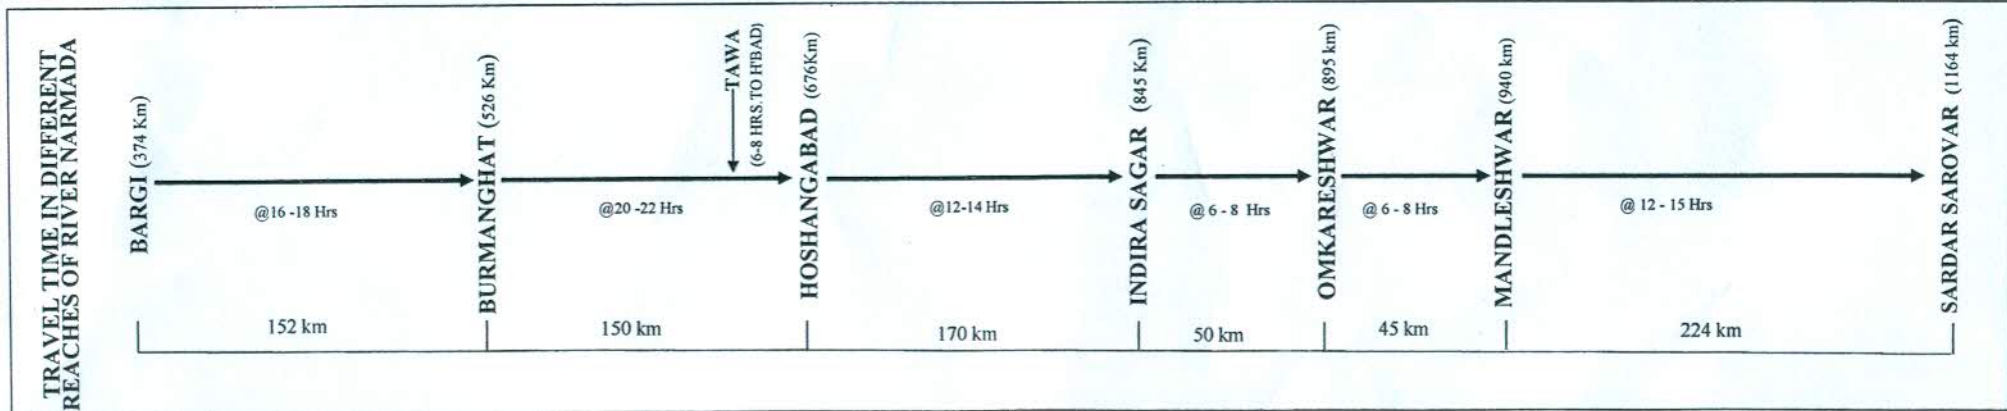 TRAVEL TIME IN DIFFERENT
REACHES OF RIVER NARMADA
BARGI (374 Km)
@16 -18 Hrs
152 km
BURMANGHAT (526 Km)
@20 -22 Hrs
150 km
TAWA
(6-8 HRS.TO H'BAD)
HOSHANGABAD (676Km)
@12-14 Hrs
170 km
INDIRA SAGAR (845 Km)
@ 6 - 8 Hrs
50 km
OMKARESHWAR (895 km)
@ 6 - 8 Hrs
45 km
MANDLESHWAR (940 km)
@ 12 - 15 Hrs
224 km
SARDAR SAROVAR (1164 km)